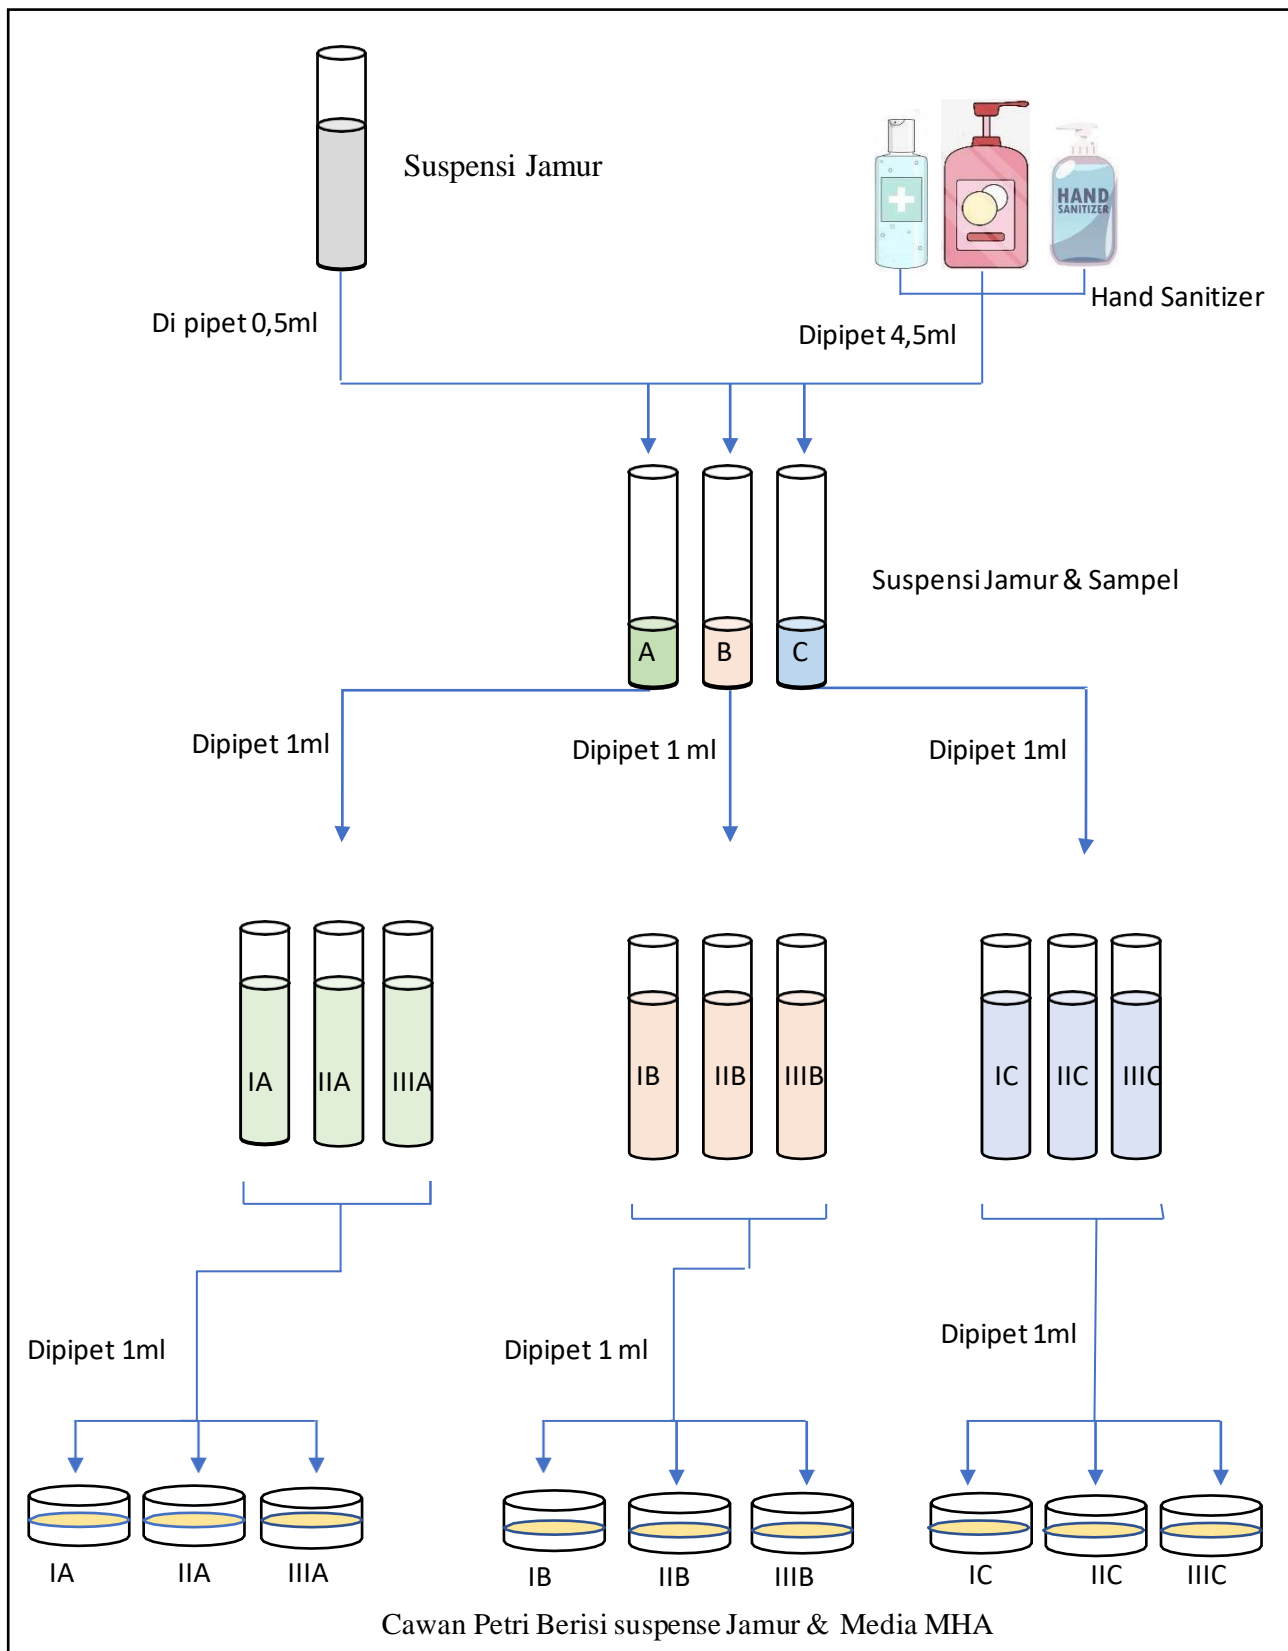 Suspensi Jamur
HAND
SANITIZER
Hand Sanitizer
Di pipet 0,5ml
Dipipet 4,5ml
Suspensi Jamur & Sampel
A
B
C
Dipipet 1ml
Dipipet 1 ml
Dipipet 1ml
IA
IIA
IIIA
IB
IIB
IIIB
IC
IIC
IIIC
Dipipet 1ml
Dipipet 1 ml
Dipipet 1ml
IA
IIA
IIIA
IB
IIB
IIIB
IC
IIC
IIIC
Cawan Petri Berisi suspense Jamur & Media MHA